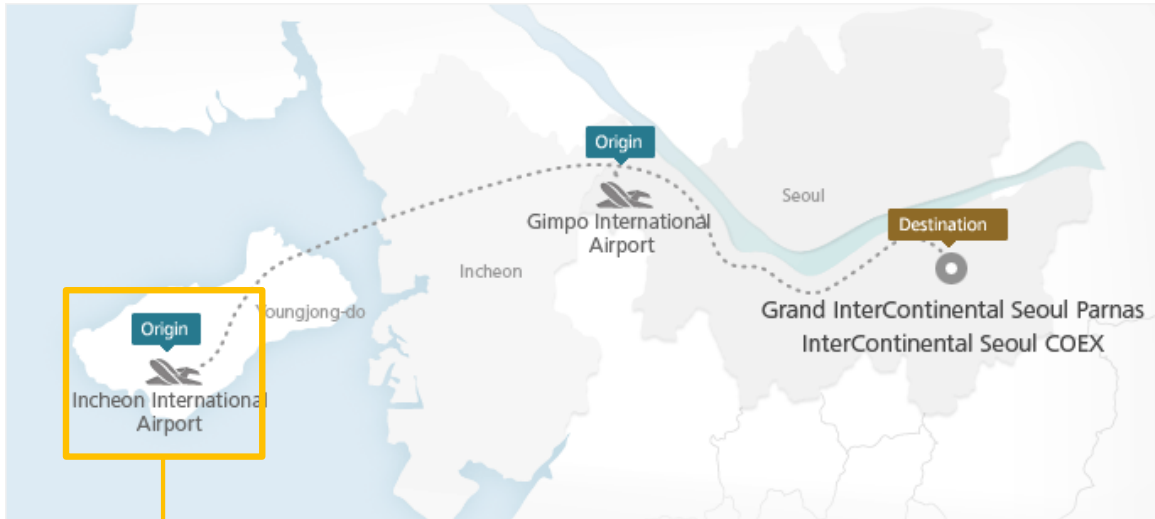 Origin
Gimpo International
Airport
Seoul
Destination
Incheon
Grand InterContinental Seoul Parnas
InterContinental Seoul COEX
Youngjong-do
Origin
Incheon International
Airport